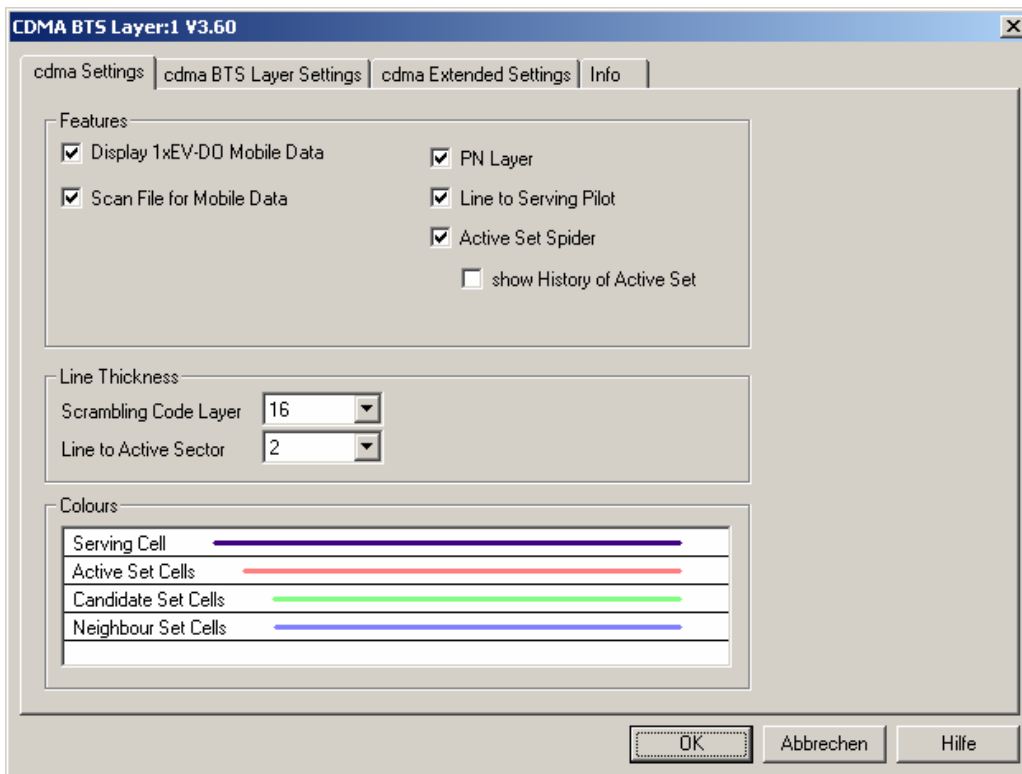 CDMA BTS Layer:1 V3.60
cdma Settings
cdma BTS Layer Settings
cdma Extended Settings
Info
Features
Display 1xEV-DO Mobile Data
Scan File for Mobile Data
PN Layer
Line to Serving Pilot
Active Set Spider
show History of Active Set
Line Thickness
Scrambling Code Layer 16
Line to Active Sector 2
Colours
Serving Cell
Active Set Cells
Candidate Set Cells
Neighbour Set Cells
OK
Abbrechen
Hilfe